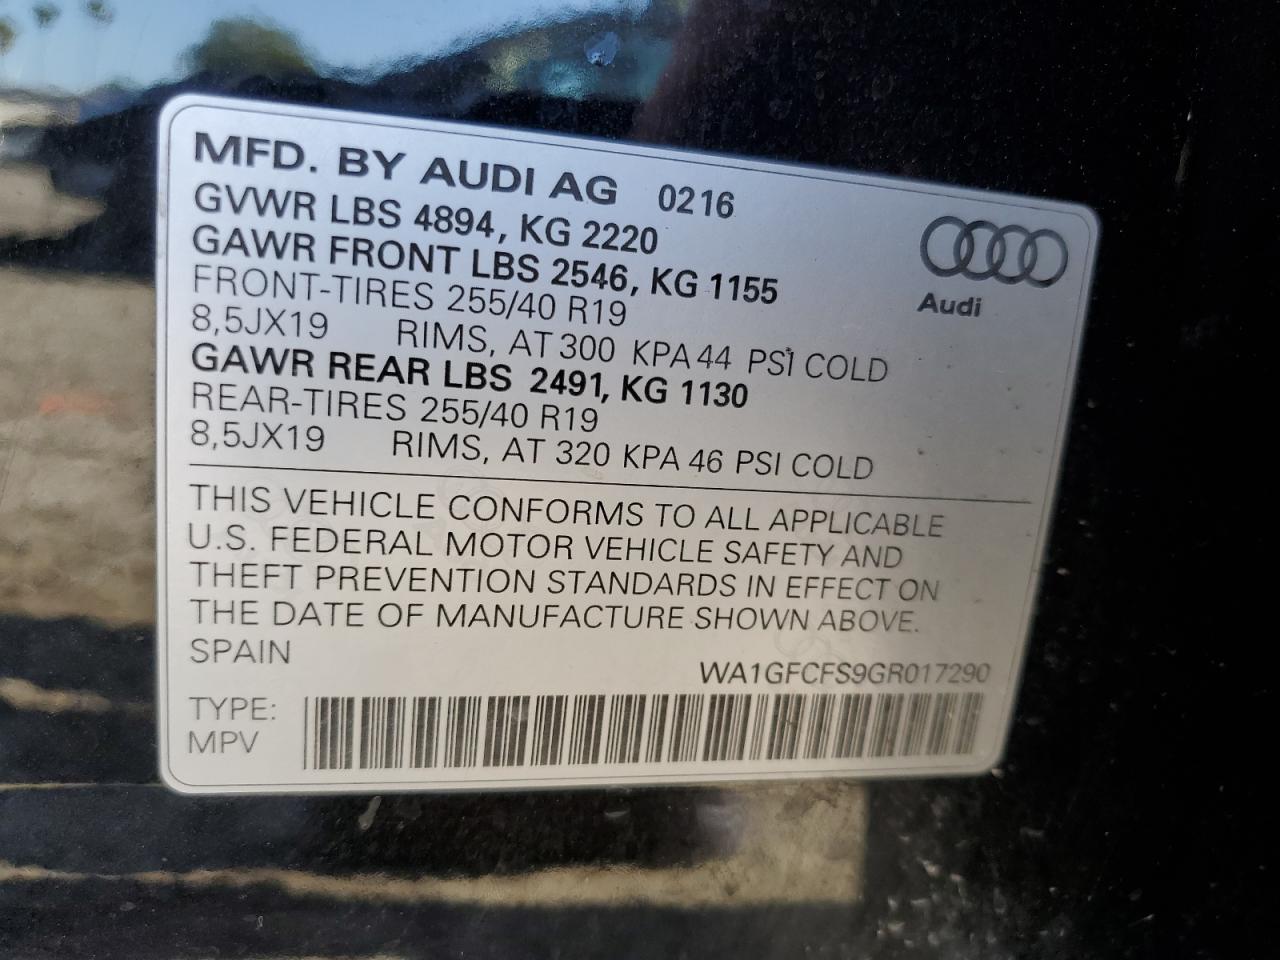 MFD. BY AUDI AG 0216
GVWR LBS 4894, KG 2220
GAWR FRONT LBS 2546, KG 1155
FRONT-TIRES 255/40 R19
8,5JX19 RIMS, AT 300 KPA 44 PSI COLD
GAWR REAR LBS 2491, KG 1130
REAR-TIRES 255/40 R19
8,5JX19 RIMS, AT 320 KPA 46 PSI COLD
Audi
THIS VEHICLE CONFORMS TO ALL APPLICABLE
U.S. FEDERAL MOTOR VEHICLE SAFETY AND
THEFT PREVENTION STANDARDS IN EFFECT ON
THE DATE OF MANUFACTURE SHOWN ABOVE.
SPAIN
WA1GFCFS9GR017290
TYPE:
MPV